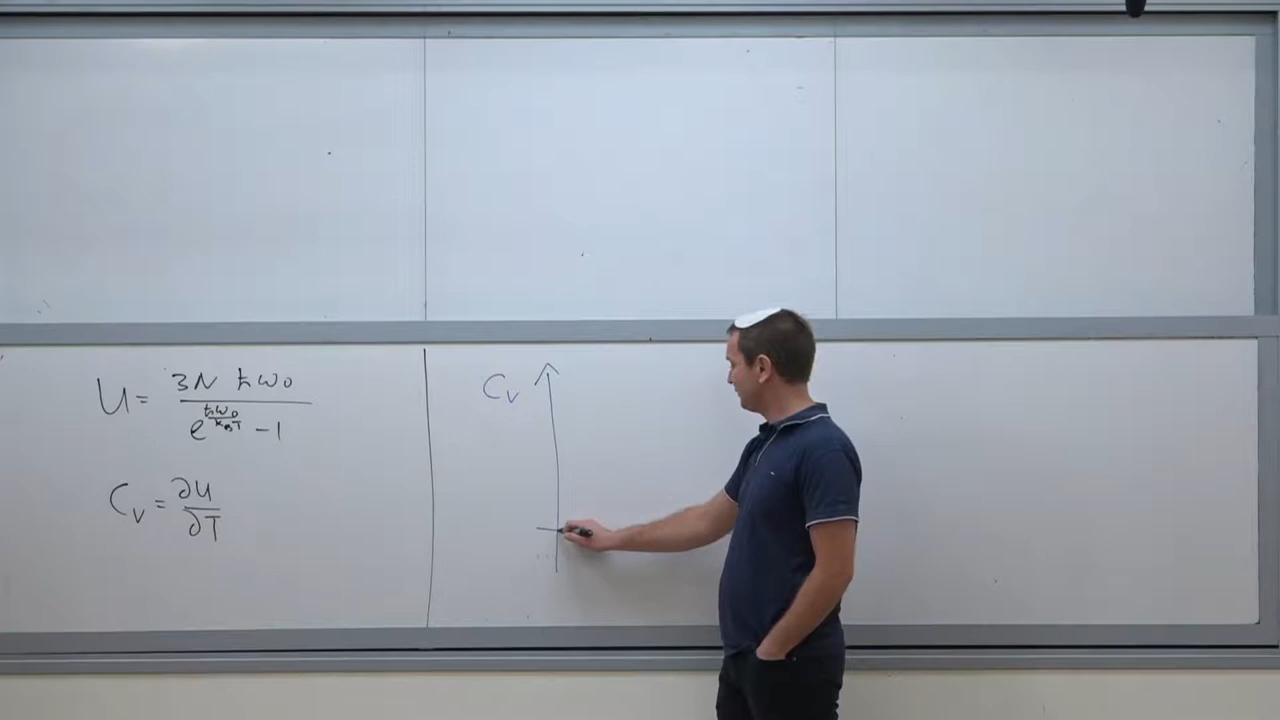 U = 3N ħω₀ / (e^(ħω₀/k_BT) - 1)
C_V = ∂U/∂T
C_V